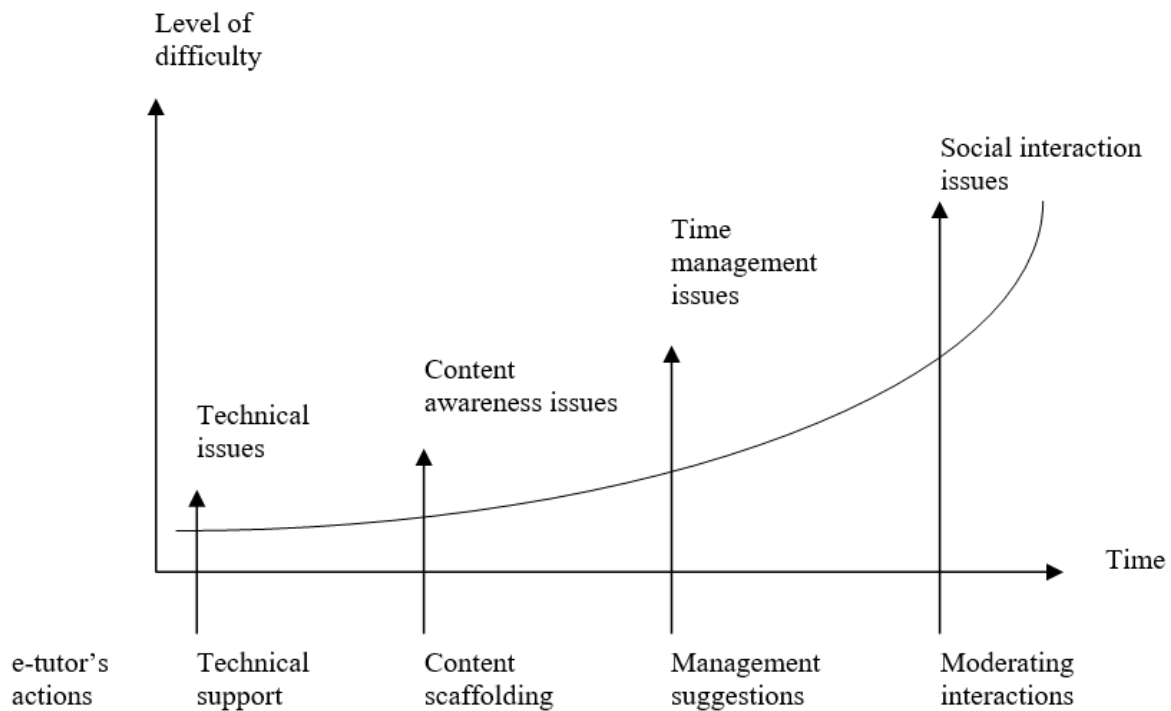 Level of
difficulty
Social interaction
issues
Time
management
issues
Content
awareness issues
Technical
issues
Time
e-tutor’s
actions
Technical
support
Content
scaffolding
Management
suggestions
Moderating
interactions